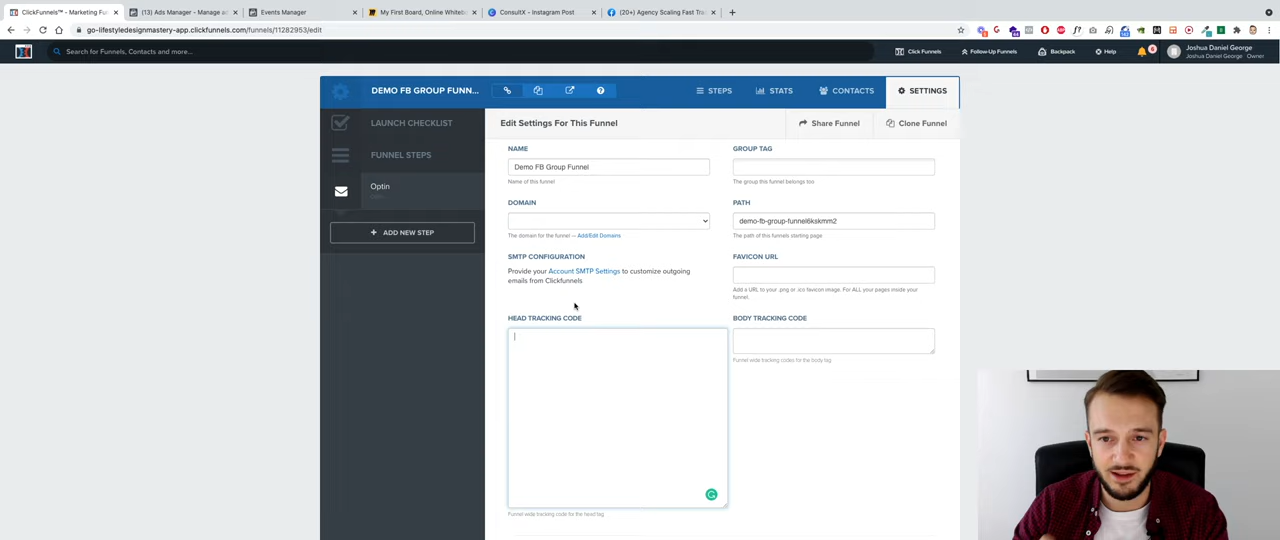 ClickFunnels™ - Marketing Fu
(13) Ads Manager - Manage ad
Events Manager
My First Board, Online Whitebo
ConsultX - Instagram Post
(20+) Agency Scaling Fast Tra
go-lifestyledesignmastery-app.clickfunnels.com/funnels/11282953/edit
Search for Funnels, Contacts and more...
Click Funnels
Follow-Up Funnels
Backpack
Help
Joshua Daniel George
Joshua Daniel George Owner
DEMO FB GROUP FUNN...
STEPS
STATS
CONTACTS
SETTINGS
LAUNCH CHECKLIST
Edit Settings For This Funnel
Share Funnel
Clone Funnel
FUNNEL STEPS
Optin
ADD NEW STEP
NAME
GROUP TAG
Demo FB Group Funnel
Name of this funnel
The group this funnel belongs too
DOMAIN
PATH
demo-fb-group-funnel6kskmm2
The domain for the funnel — Add/Edit Domains
The path of this funnels starting page
SMTP CONFIGURATION
FAVICON URL
Provide your Account SMTP Settings to customize outgoing
emails from Clickfunnels
Add a URL to your .png or .ico favicon image. For ALL your pages inside your
funnel.
HEAD TRACKING CODE
BODY TRACKING CODE
Funnel wide tracking codes for the body tag
Funnel wide tracking code for the head tag